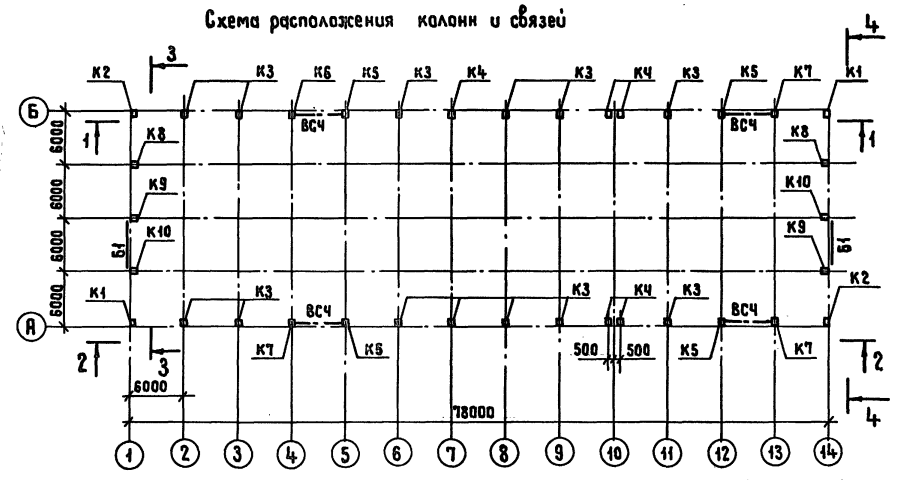 Схема расположения колонн и связей
3 4
К2 К3 К6 К5 К3 К4 К3 К4 К3 К5 К7 К1
Б
ВСЧ ВСЧ
1 1
6000
К8 К8
6000
К9 К10
Б1 Б1
6000
К10 К9
6000
К1 К3 ВСЧ К3 К4 К3 ВСЧ К2
А
2 3 К7 К6 500 500 К5 К7 2
6000
78000 4
1 2 3 4 5 6 7 8 9 10 11 12 13 14